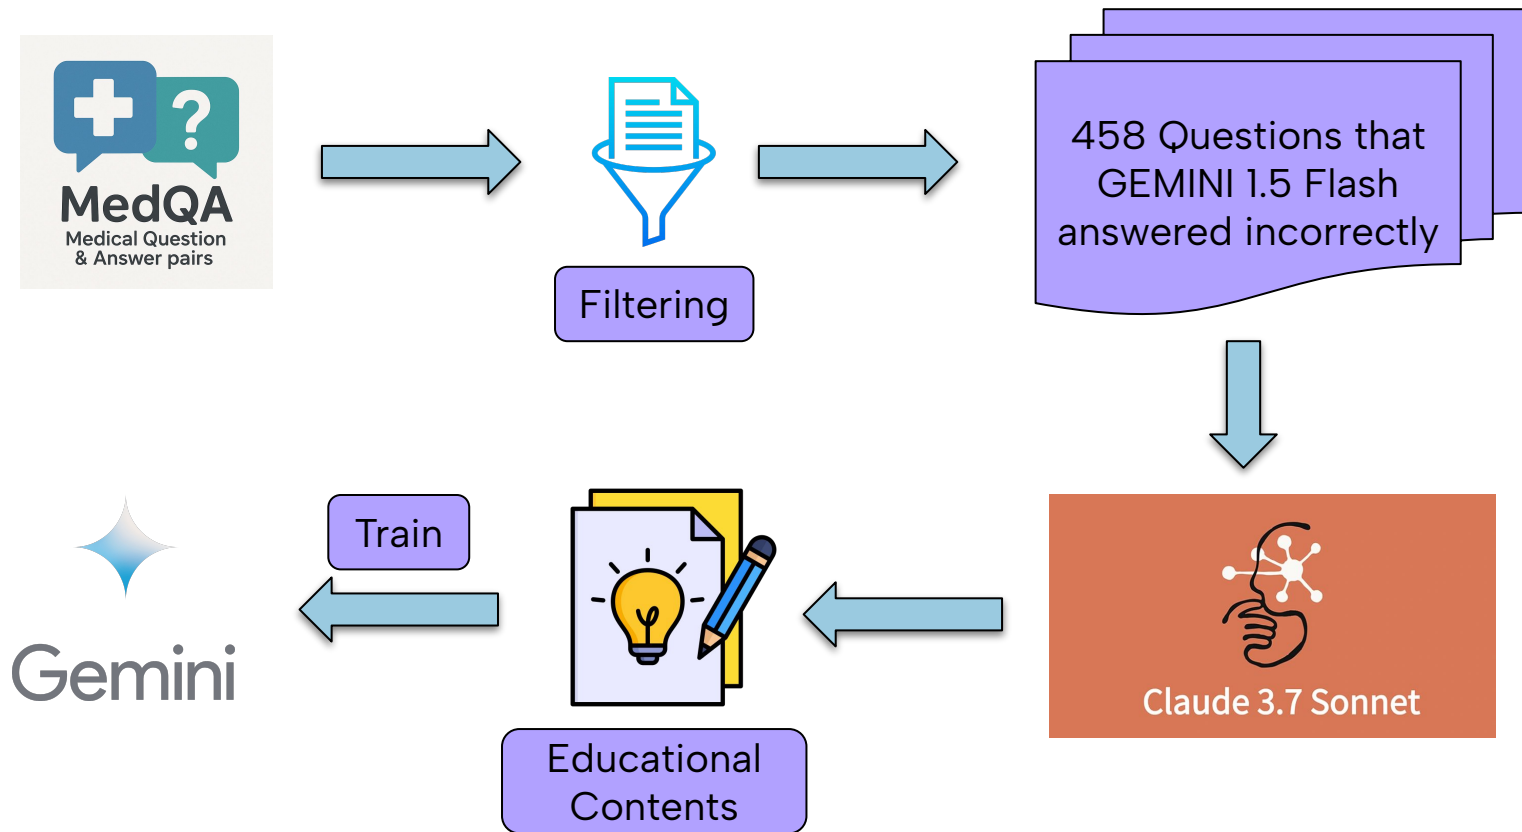 MedQA
Medical Question
& Answer pairs
Filtering
458 Questions that
GEMINI 1.5 Flash
answered incorrectly
Claude 3.7 Sonnet
Educational
Contents
Train
Gemini